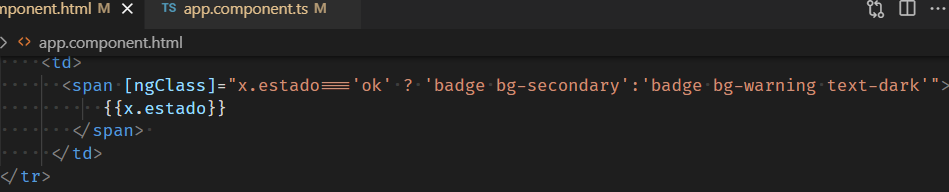 mponent.html M × TS app.component.ts M
> <> app.component.html
<td>
<span [ngClass]="x.estado==='ok' ? 'badge bg-secondary':'badge bg-warning text-dark'">
{{x.estado}}
</span>
</td>
</tr>